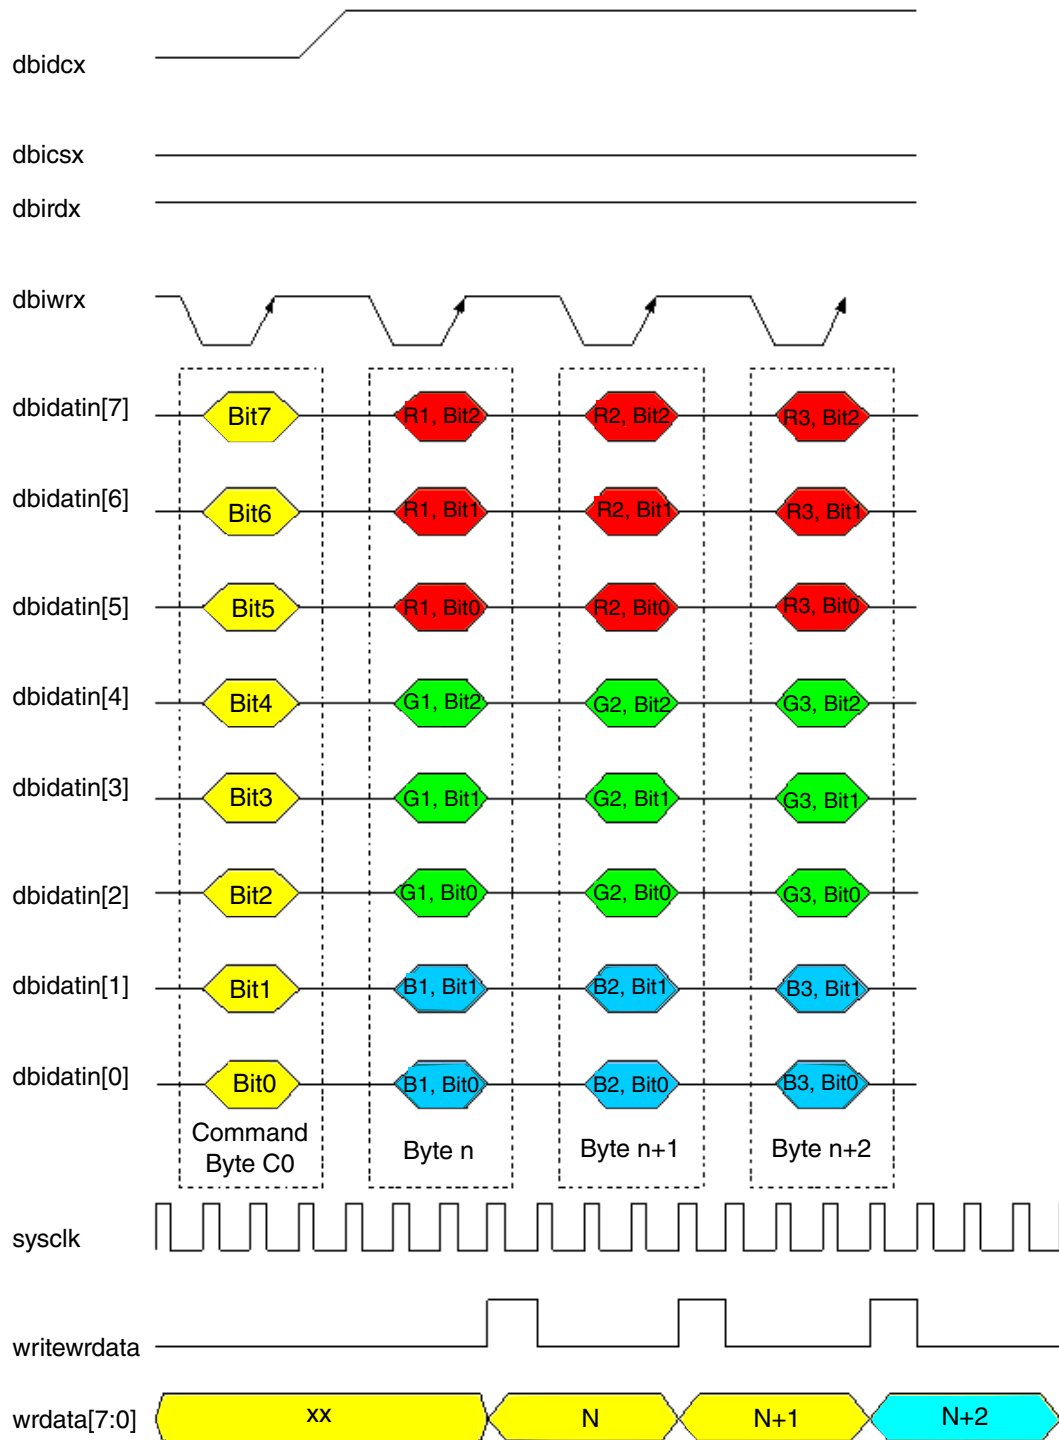 dbidcx
dbicsx
dbirdx
dbiwrx
dbidatin[7] Bit7 R1, Bit2 R2, Bit2 R3, Bit2
dbidatin[6] Bit6 R1, Bit1 R2, Bit1 R3, Bit1
dbidatin[5] Bit5 R1, Bit0 R2, Bit0 R3, Bit0
dbidatin[4] Bit4 G1, Bit2 G2, Bit2 G3, Bit2
dbidatin[3] Bit3 G1, Bit1 G2, Bit1 G3, Bit1
dbidatin[2] Bit2 G1, Bit0 G2, Bit0 G3, Bit0
dbidatin[1] Bit1 B1, Bit1 B2, Bit1 B3, Bit1
dbidatin[0] Bit0 B1, Bit0 B2, Bit0 B3, Bit0
Command
Byte C0 Byte n Byte n+1 Byte n+2
sysclk
writewrdata
wrdata[7:0] xx N N+1 N+2